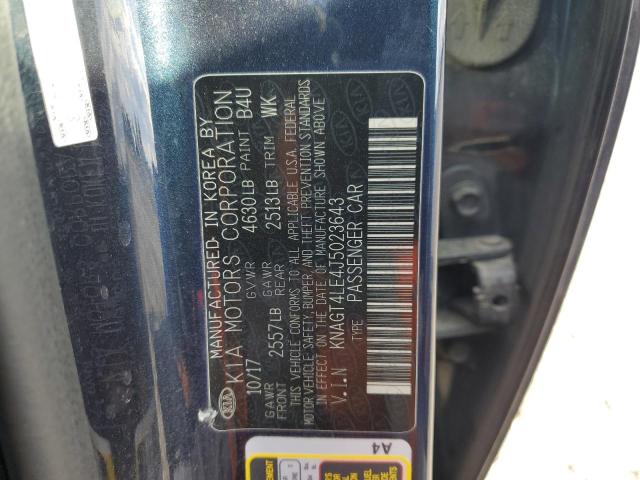 MANUFACTURED IN KOREA BY
KIA MOTORS CORPORATION
10/17 GVWR 4630LB PAINT B4U
GAWR FRONT 2557LB GAWR REAR 2513LB TRIM WK
THIS VEHICLE CONFORMS TO ALL APPLICABLE U.S.A. FEDERAL
MOTOR VEHICLE SAFETY, BUMPER, AND THEFT PREVENTION STANDARDS
IN EFFECT ON THE DATE OF MANUFACTURE SHOWN ABOVE
V.I.N KNAGT4LE4J5023643
TYPE PASSENGER CAR
KIA
A4